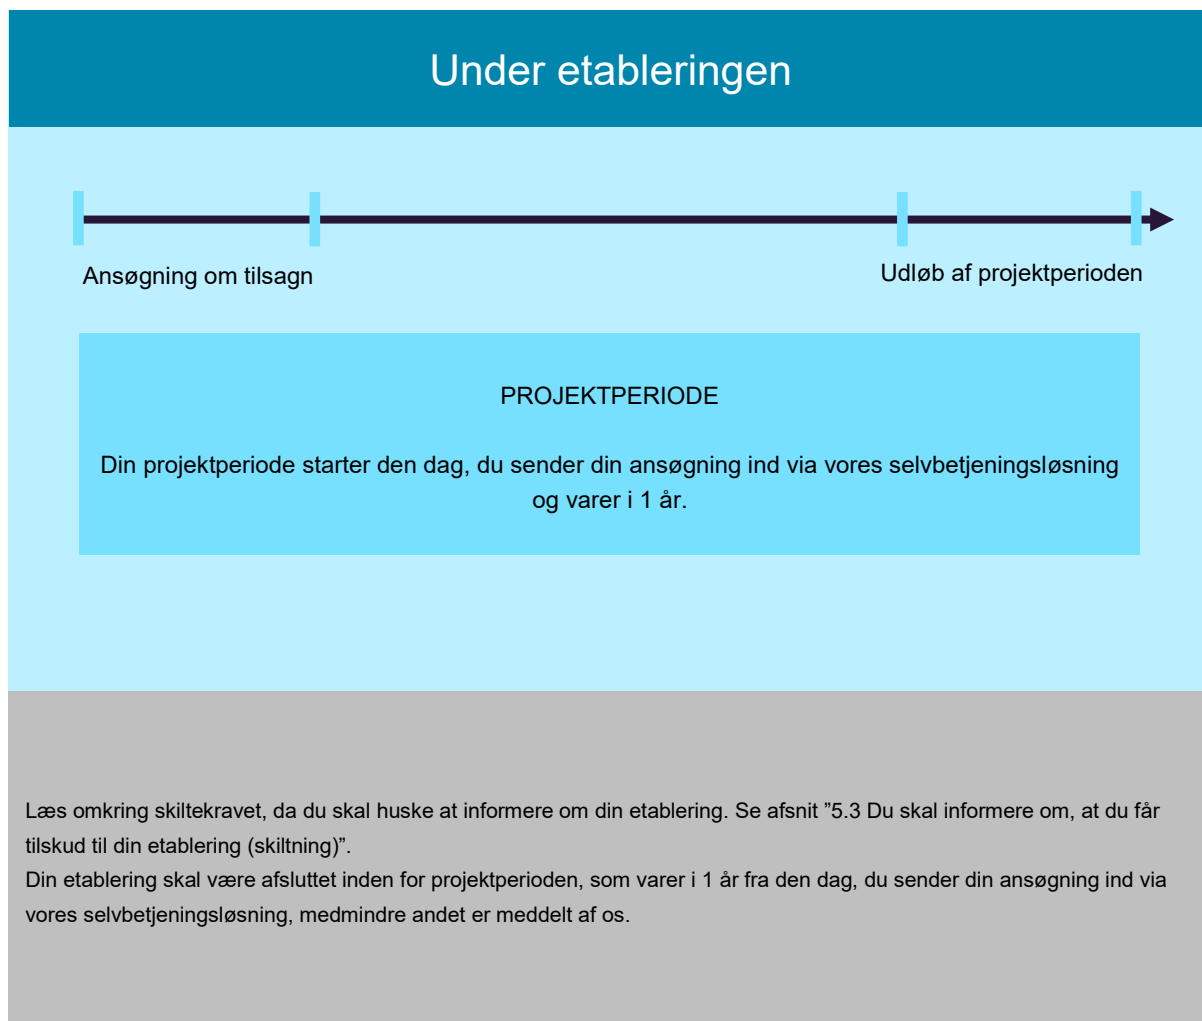 Under etableringen
Ansøgning om tilsagn
Udløb af projektperioden
PROJEKTPERIODE
Din projektperiode starter den dag, du sender din ansøgning ind via vores selvbetjeningsløsning
og varer i 1 år.
Læs omkring skiltekravet, da du skal huske at informere om din etablering. Se afsnit ”5.3 Du skal informere om, at du får
tilskud til din etablering (skiltning)”.
Din etablering skal være afsluttet inden for projektperioden, som varer i 1 år fra den dag, du sender din ansøgning ind via
vores selvbetjeningsløsning, medmindre andet er meddelt af os.